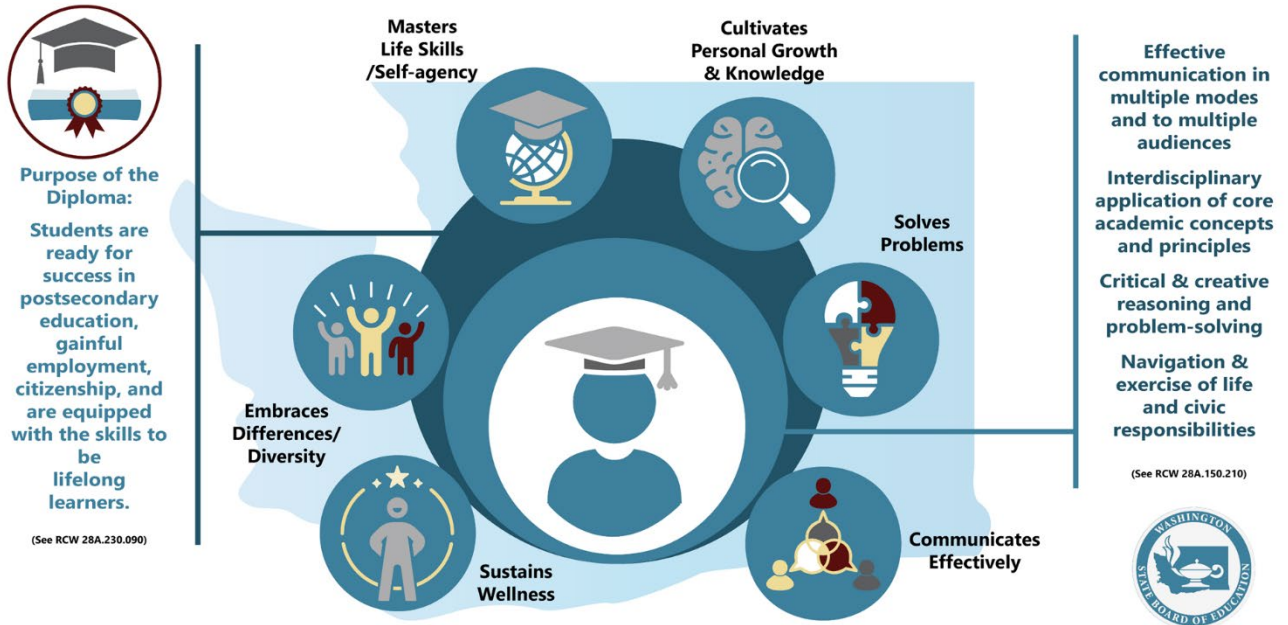 Purpose of the
Diploma:
Students are
ready for
success in
postsecondary
education,
gainful
employment,
citizenship, and
are equipped
with the skills to
be
lifelong
learners.
(See RCW 28A.230.090)
Masters
Life Skills
/Self-agency
Cultivates
Personal Growth
& Knowledge
Solves
Problems
Embraces
Differences/
Diversity
Sustains
Wellness
Communicates
Effectively
Effective
communication in
multiple modes
and to multiple
audiences
Interdisciplinary
application of core
academic concepts
and principles
Critical & creative
reasoning and
problem-solving
Navigation &
exercise of life
and civic
responsibilities
(See RCW 28A.150.210)
WASHINGTON
STATE BOARD OF EDUCATION